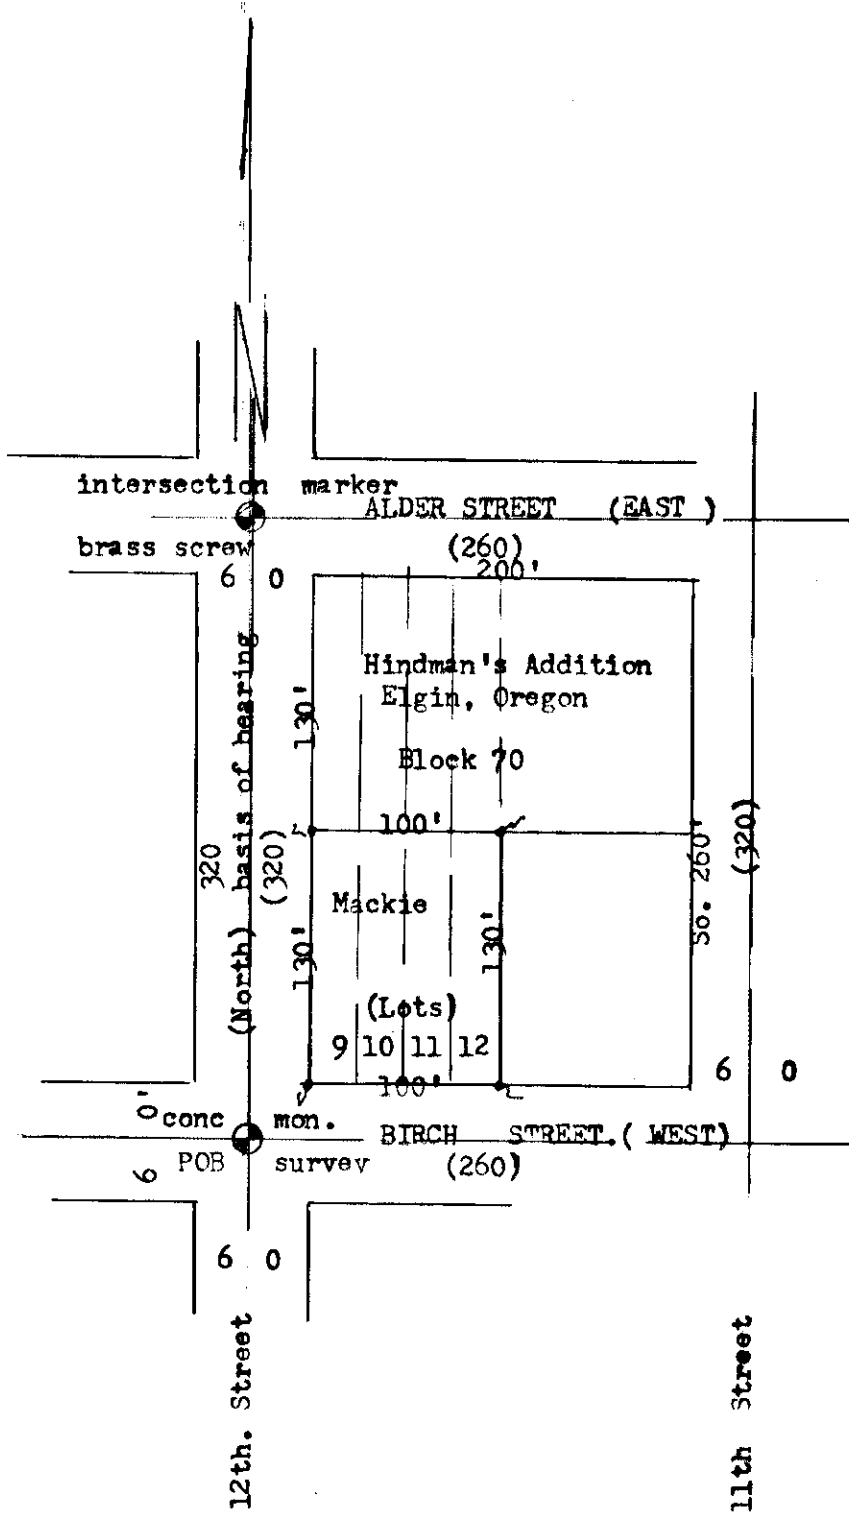 intersection marker
ALDER STREET (EAST )
brass screw
(260)
6 0
200'
Hindman's Addition
Elgin, Oregon
130'
Block 70
(North) basis of bearing
100'
320
(320)
So. 260'
(320)
Mackie
130'
130'
(Lots)
9 10 11 12
100'
6 0
6 0'
conc mon.
BIRCH STREET.( WEST)
POB survey
(260)
6 0
12th. Street
11th Street